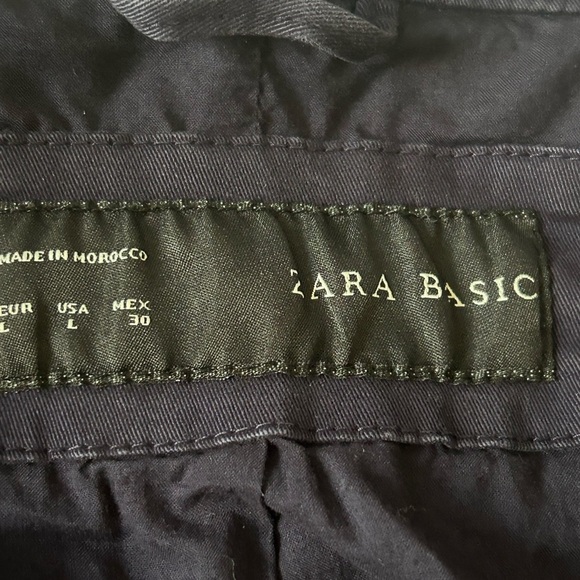 MADE IN MOROCCO
EUR USA MEX
L L 30
ZARA BASIC